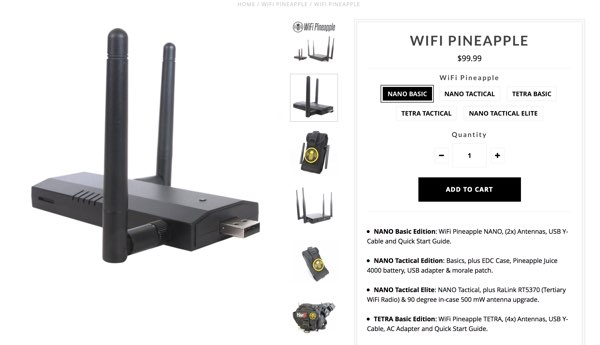 HOME / WIFI PINEAPPLE / WIFI PINEAPPLE
WiFi Pineapple
WIFI PINEAPPLE
$99.99
WiFi Pineapple
NANO BASIC
NANO TACTICAL
TETRA BASIC
TETRA TACTICAL
NANO TACTICAL ELITE
Quantity
− 1 +
ADD TO CART
• NANO Basic Edition: WiFi Pineapple NANO, (2x) Antennas, USB Y-
Cable and Quick Start Guide.
• NANO Tactical Edition: Basics, plus EDC Case, Pineapple Juice
4000 battery, USB adapter & morale patch.
• NANO Tactical Elite: NANO Tactical, plus RaLink RT5370 (Tertiary
WiFi Radio) & 90 degree in-case 500 mW antenna upgrade.
• TETRA Basic Edition: WiFi Pineapple TETRA, (4x) Antennas, USB Y-
Cable, AC Adapter and Quick Start Guide.